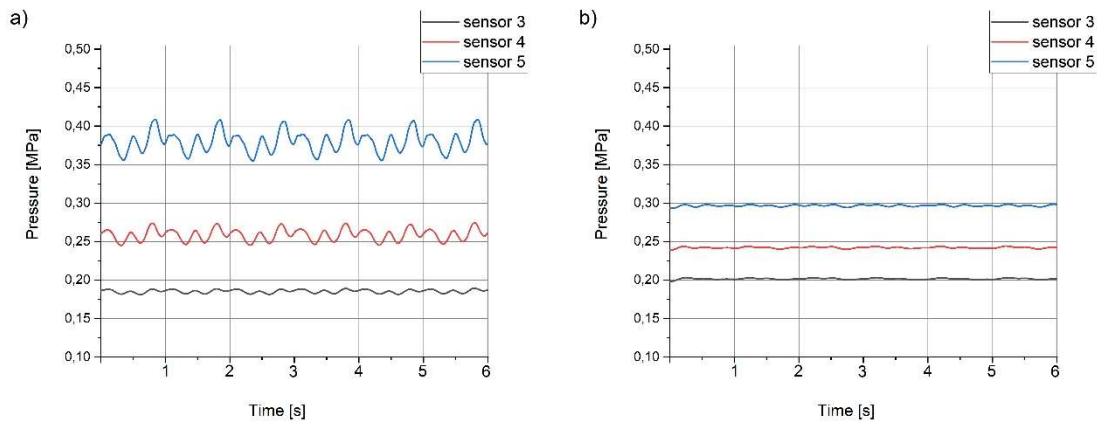 a)
sensor 3
sensor 4
sensor 5
0,50
0,45
0,40
0,35
0,30
0,25
0,20
0,15
0,10
Pressure [MPa]
1 2 3 4 5 6
Time [s]
b)
sensor 3
sensor 4
sensor 5
0,50
0,45
0,40
0,35
0,30
0,25
0,20
0,15
0,10
Pressure [MPa]
1 2 3 4 5 6
Time [s]